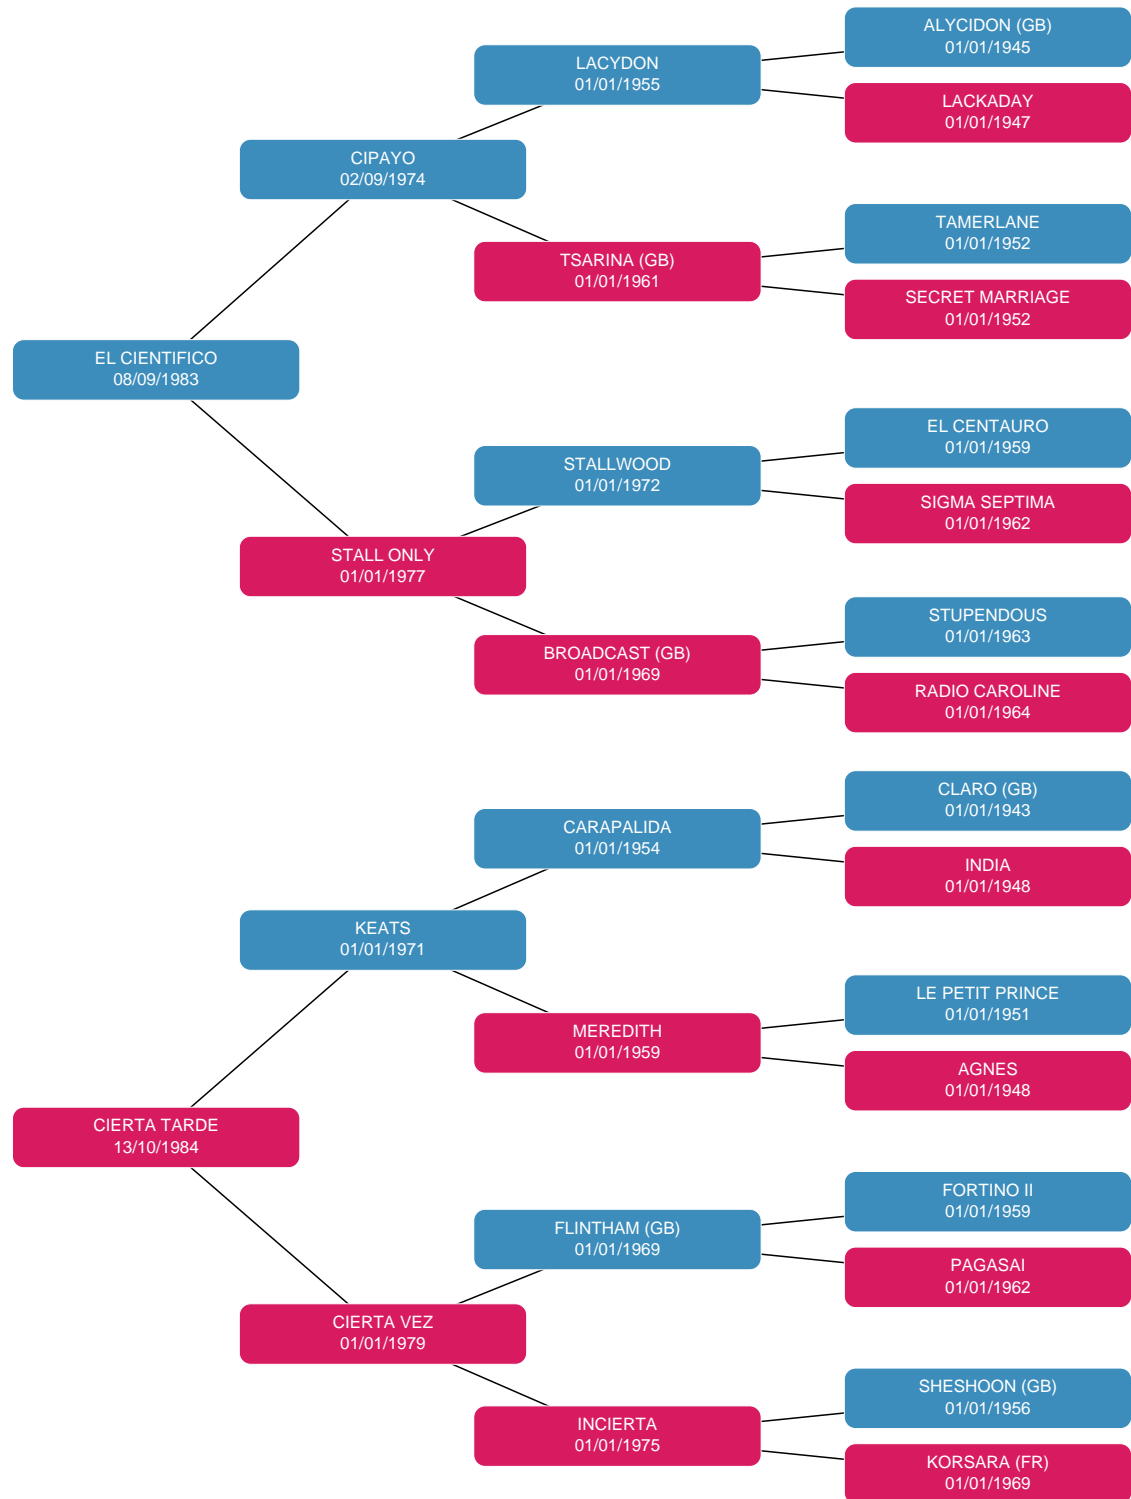 ALYCIDON (GB)
01/01/1945
LACYDON
01/01/1955
LACKADAY
01/01/1947
CIPAYO
02/09/1974
TAMERLANE
01/01/1952
TSARINA (GB)
01/01/1961
SECRET MARRIAGE
01/01/1952
EL CIENTIFICO
08/09/1983
EL CENTAURO
01/01/1959
STALLWOOD
01/01/1972
SIGMA SEPTIMA
01/01/1962
STALL ONLY
01/01/1977
STUPENDOUS
01/01/1963
BROADCAST (GB)
01/01/1969
RADIO CAROLINE
01/01/1964
CLARO (GB)
01/01/1943
CARAPALIDA
01/01/1954
INDIA
01/01/1948
KEATS
01/01/1971
LE PETIT PRINCE
01/01/1951
MEREDITH
01/01/1959
AGNES
01/01/1948
CIERTA TARDE
13/10/1984
FORTINO II
01/01/1959
FLINTHAM (GB)
01/01/1969
PAGASAI
01/01/1962
CIERTA VEZ
01/01/1979
SHESHOON (GB)
01/01/1956
INCIERTA
01/01/1975
KORSARA (FR)
01/01/1969